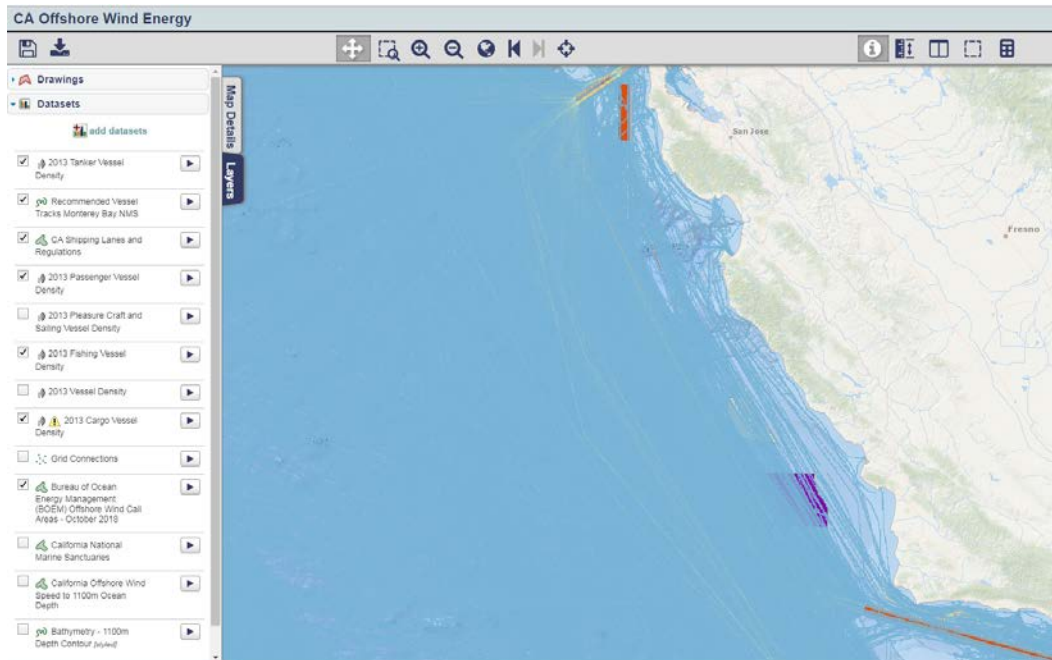 CA Offshore Wind Energy
Drawings
Datasets
add datasets
2013 Tanker Vessel
Density
Recommended Vessel
Tracks Monterey Bay NMS
CA Shipping Lanes and
Regulations
2013 Passenger Vessel
Density
2013 Pleasure Craft and
Sailing Vessel Density
2013 Fishing Vessel
Density
2013 Vessel Density
2013 Cargo Vessel
Density
Grid Connections
Bureau of Ocean
Energy Management
(BOEM) Offshore Wind Call
Areas - October 2018
California National
Marine Sanctuaries
California Offshore Wind
Speed to 1100m Ocean
Depth
Bathymetry - 1100m
Depth Contour [styled]
Map Details
Layers
San Jose
Fresno